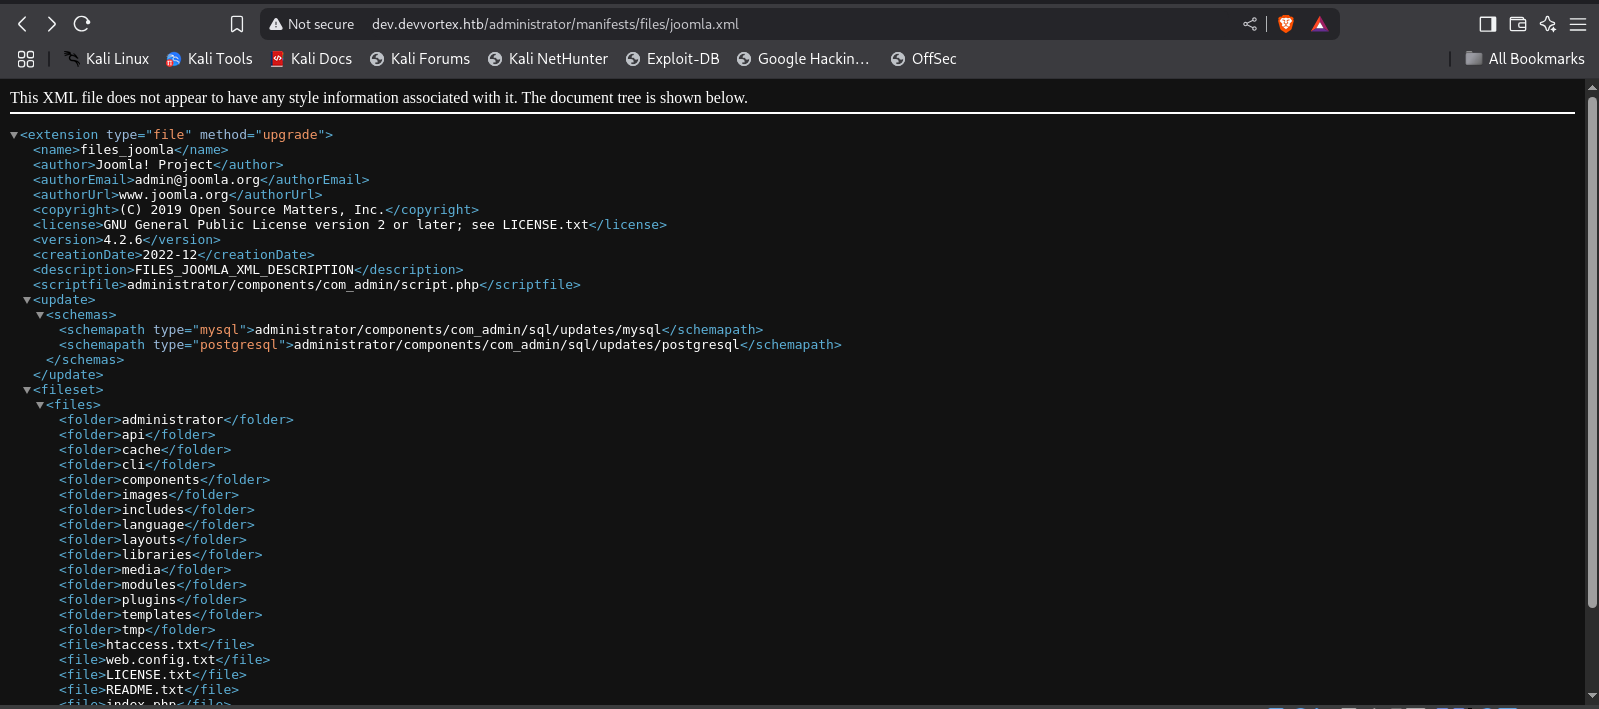 Not secure dev.devvortex.htb/administrator/manifests/files/joomla.xml
Kali Linux Kali Tools Kali Docs Kali Forums Kali NetHunter Exploit-DB Google Hackin... OffSec All Bookmarks
This XML file does not appear to have any style information associated with it. The document tree is shown below.
<extension type="file" method="upgrade">
<name>files_joomla</name>
<author>Joomla! Project</author>
<authorEmail>admin@joomla.org</authorEmail>
<authorUrl>www.joomla.org</authorUrl>
<copyright>(C) 2019 Open Source Matters, Inc.</copyright>
<license>GNU General Public License version 2 or later; see LICENSE.txt</license>
<version>4.2.6</version>
<creationDate>2022-12</creationDate>
<description>FILES_JOOMLA_XML_DESCRIPTION</description>
<scriptfile>administrator/components/com_admin/script.php</scriptfile>
<update>
<schemas>
<schemapath type="mysql">administrator/components/com_admin/sql/updates/mysql</schemapath>
<schemapath type="postgresql">administrator/components/com_admin/sql/updates/postgresql</schemapath>
</schemas>
</update>
<fileset>
<files>
<folder>administrator</folder>
<folder>api</folder>
<folder>cache</folder>
<folder>cli</folder>
<folder>components</folder>
<folder>images</folder>
<folder>includes</folder>
<folder>language</folder>
<folder>layouts</folder>
<folder>libraries</folder>
<folder>media</folder>
<folder>modules</folder>
<folder>plugins</folder>
<folder>templates</folder>
<folder>tmp</folder>
<file>htaccess.txt</file>
<file>web.config.txt</file>
<file>LICENSE.txt</file>
<file>README.txt</file>
<file>index.php</file>